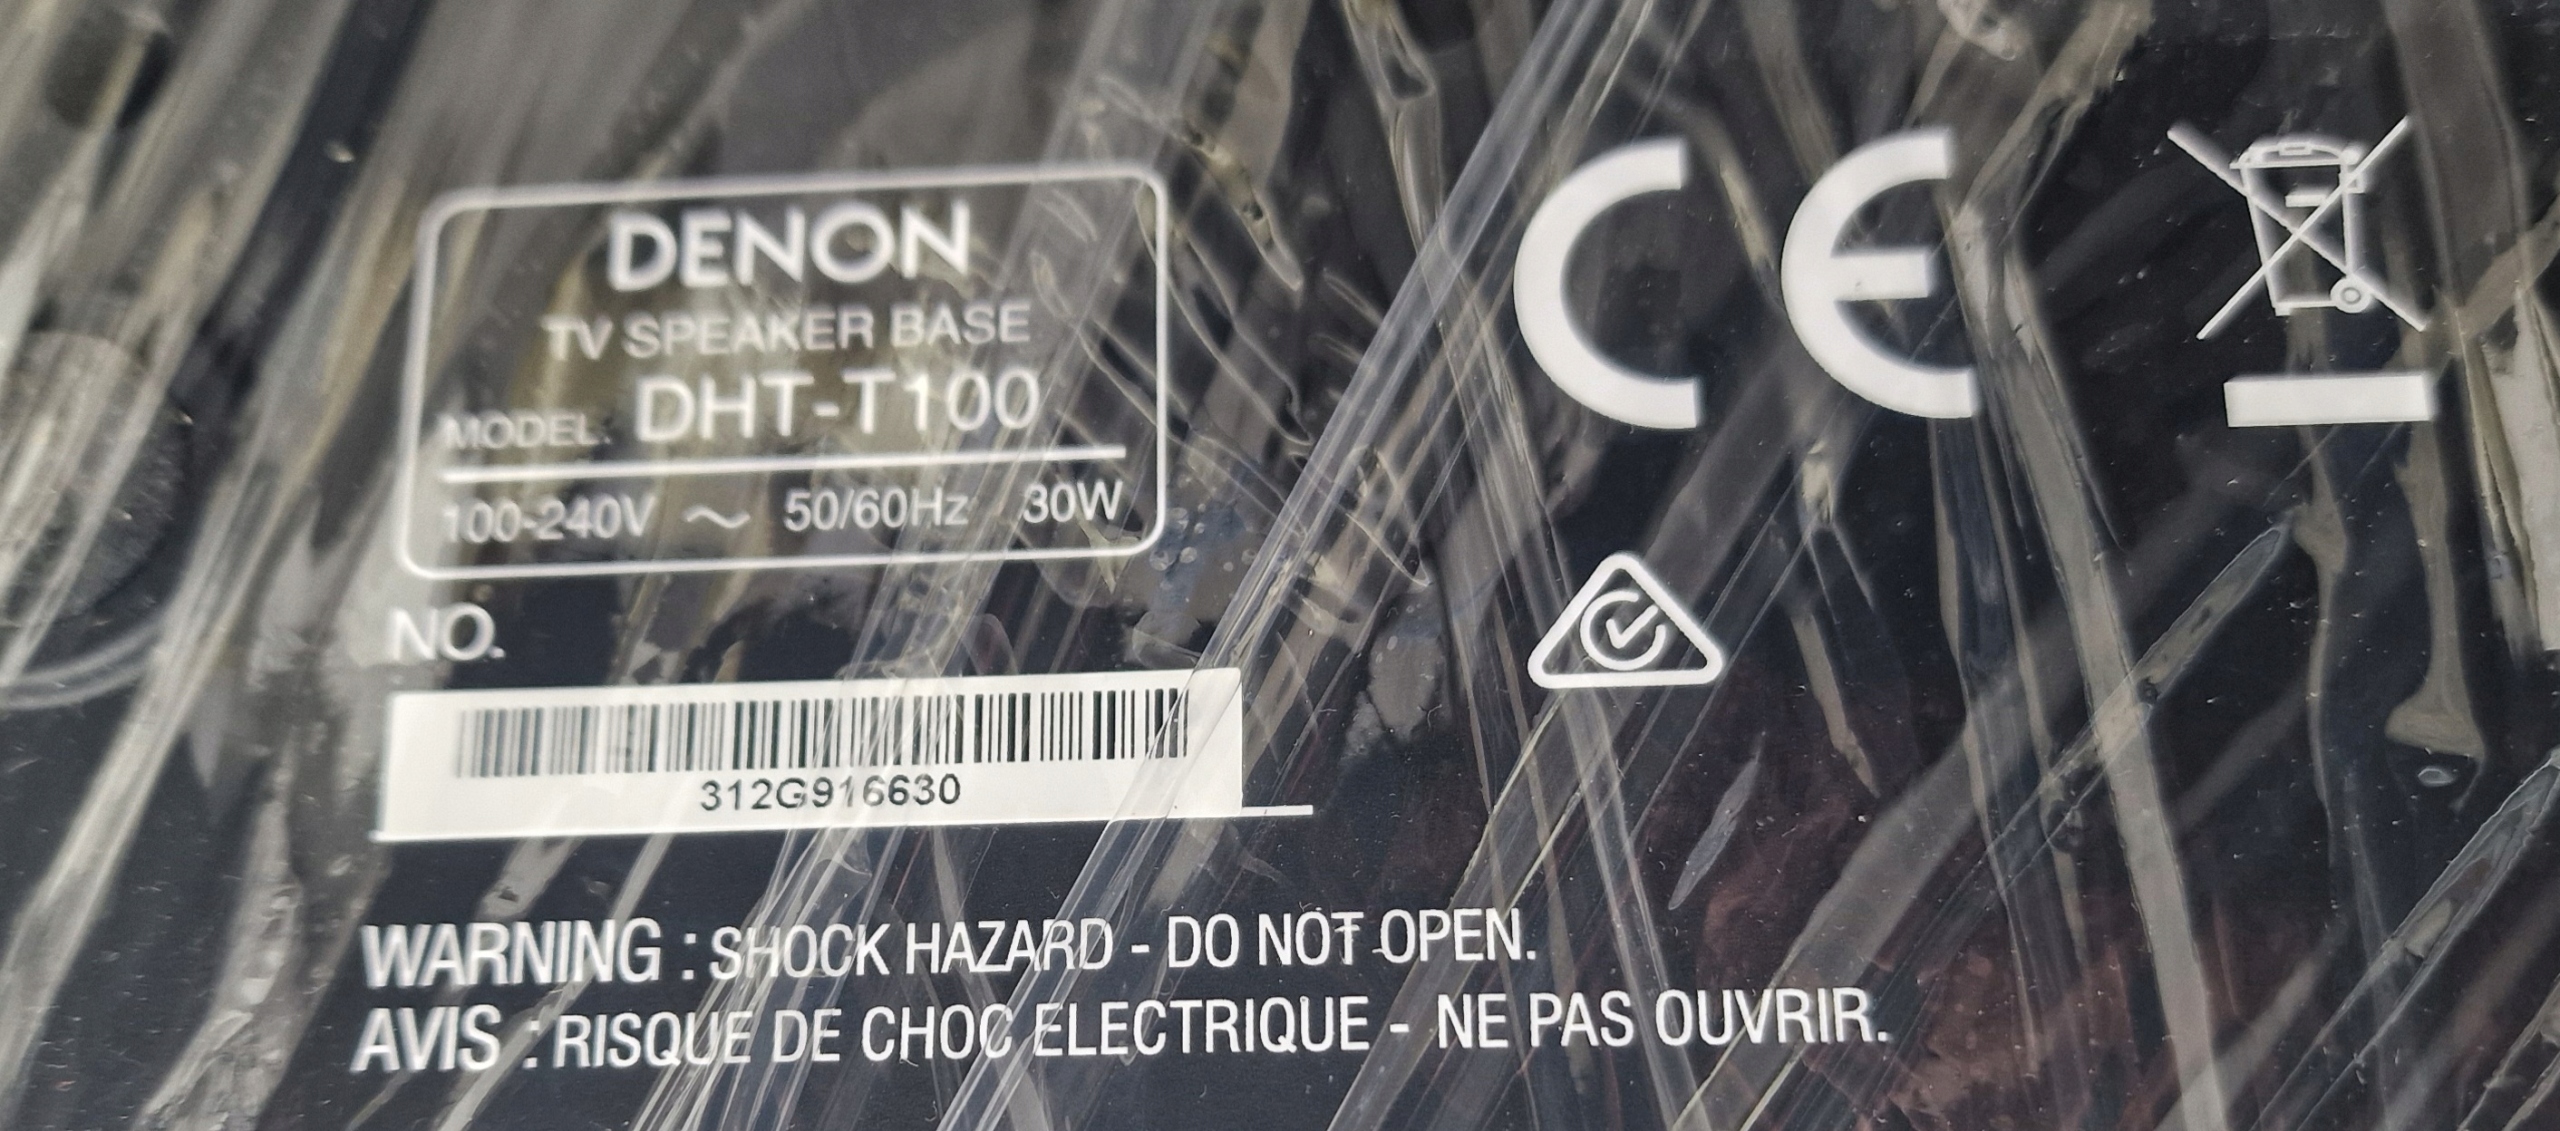 DENON
TV SPEAKER BASE
MODEL. DHT-T100
100-240V ~ 50/60Hz 30W
NO.
312G916630
CE
WARNING : SHOCK HAZARD - DO NOT OPEN.
AVIS : RISQUE DE CHOC ELECTRIQUE - NE PAS OUVRIR.